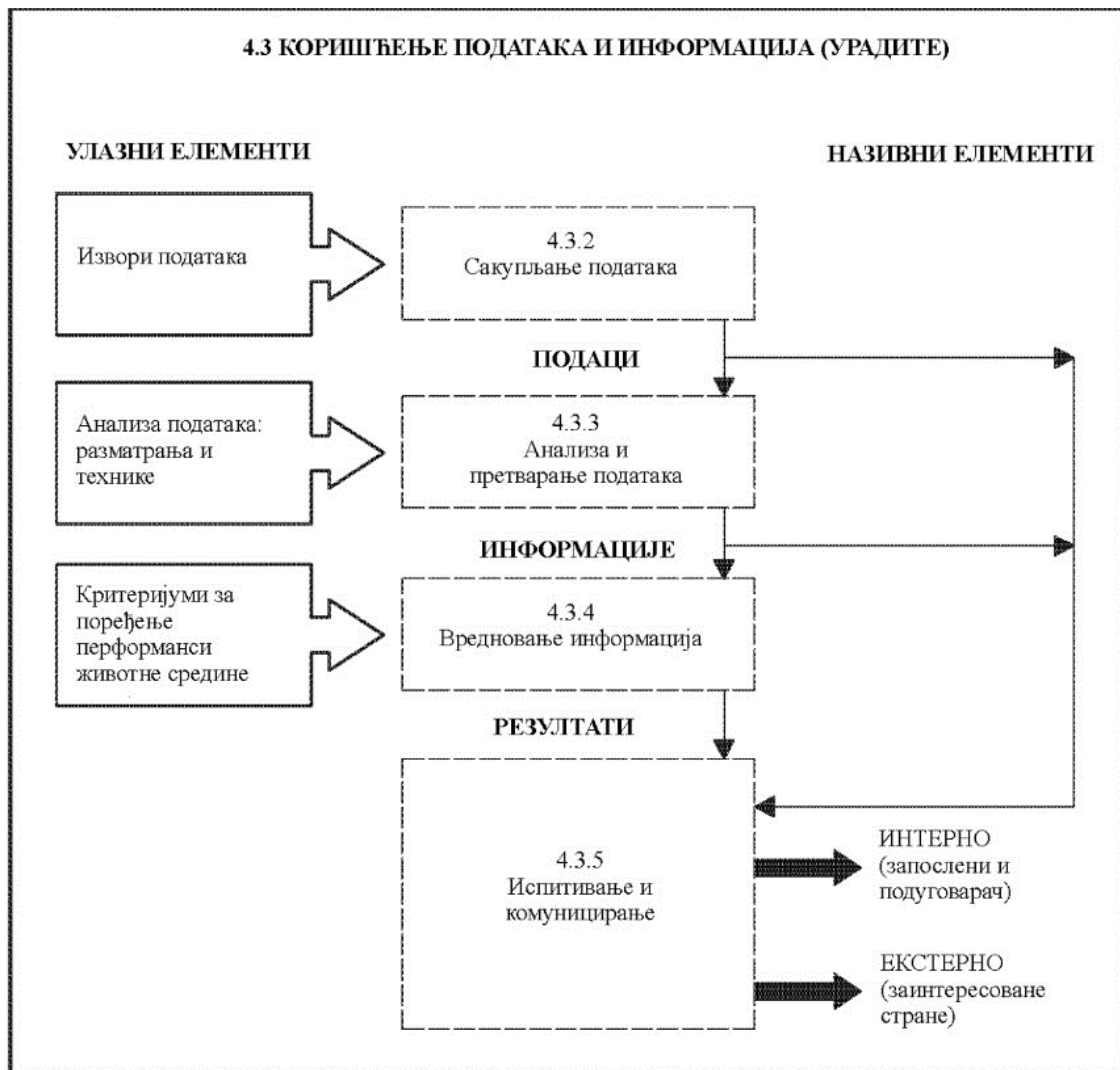 4.3 КОРИШЋЕЊЕ ПОДАТАКА И ИНФОРМАЦИЈА (УРАДИТЕ)
УЛАЗНИ ЕЛЕМЕНТИ
НАЗИВНИ ЕЛЕМЕНТИ
Извори података
4.3.2
Сакупљање података
ПОДАЦИ
Анализа података:
разматрања и
технике
4.3.3
Анализа и
претварање података
ИНФОРМАЦИЈЕ
Критеријуми за
поређење
перформанси
животне средине
4.3.4
Вредновање информација
РЕЗУЛТАТИ
4.3.5
Испитивање и
комуницирање
ИНТЕРНО
(запослени и
подуговарач)
ЕКСТЕРНО
(заинтересоване
стране)